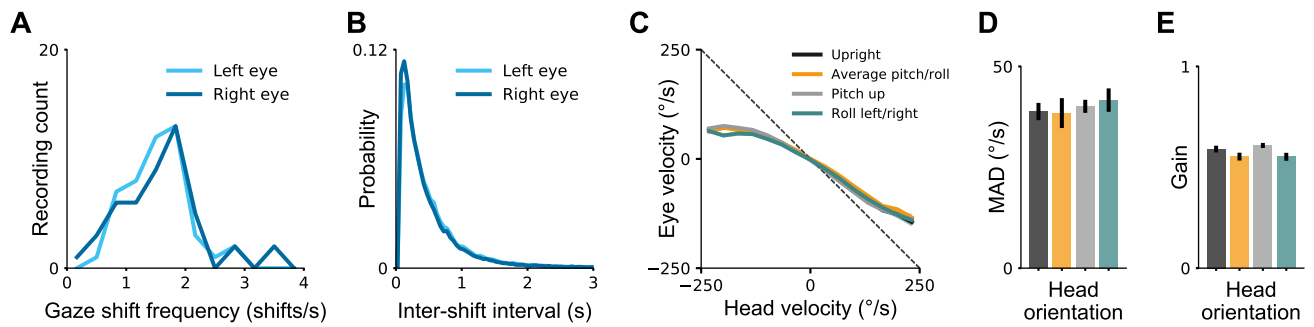 A
20
0
Recording count
Left eye
Right eye
0
1
2
3
4
Gaze shift frequency (shifts/s)
B
0.12
0
Probability
Left eye
Right eye
0
1
2
3
Inter-shift interval (s)
C
250
0
−250
Eye velocity (°/s)
Upright
Average pitch/roll
Pitch up
Roll left/right
−250
0
250
Head velocity (°/s)
D
50
0
MAD (°/s)
Head
orientation
E
1
0
Gain
Head
orientation